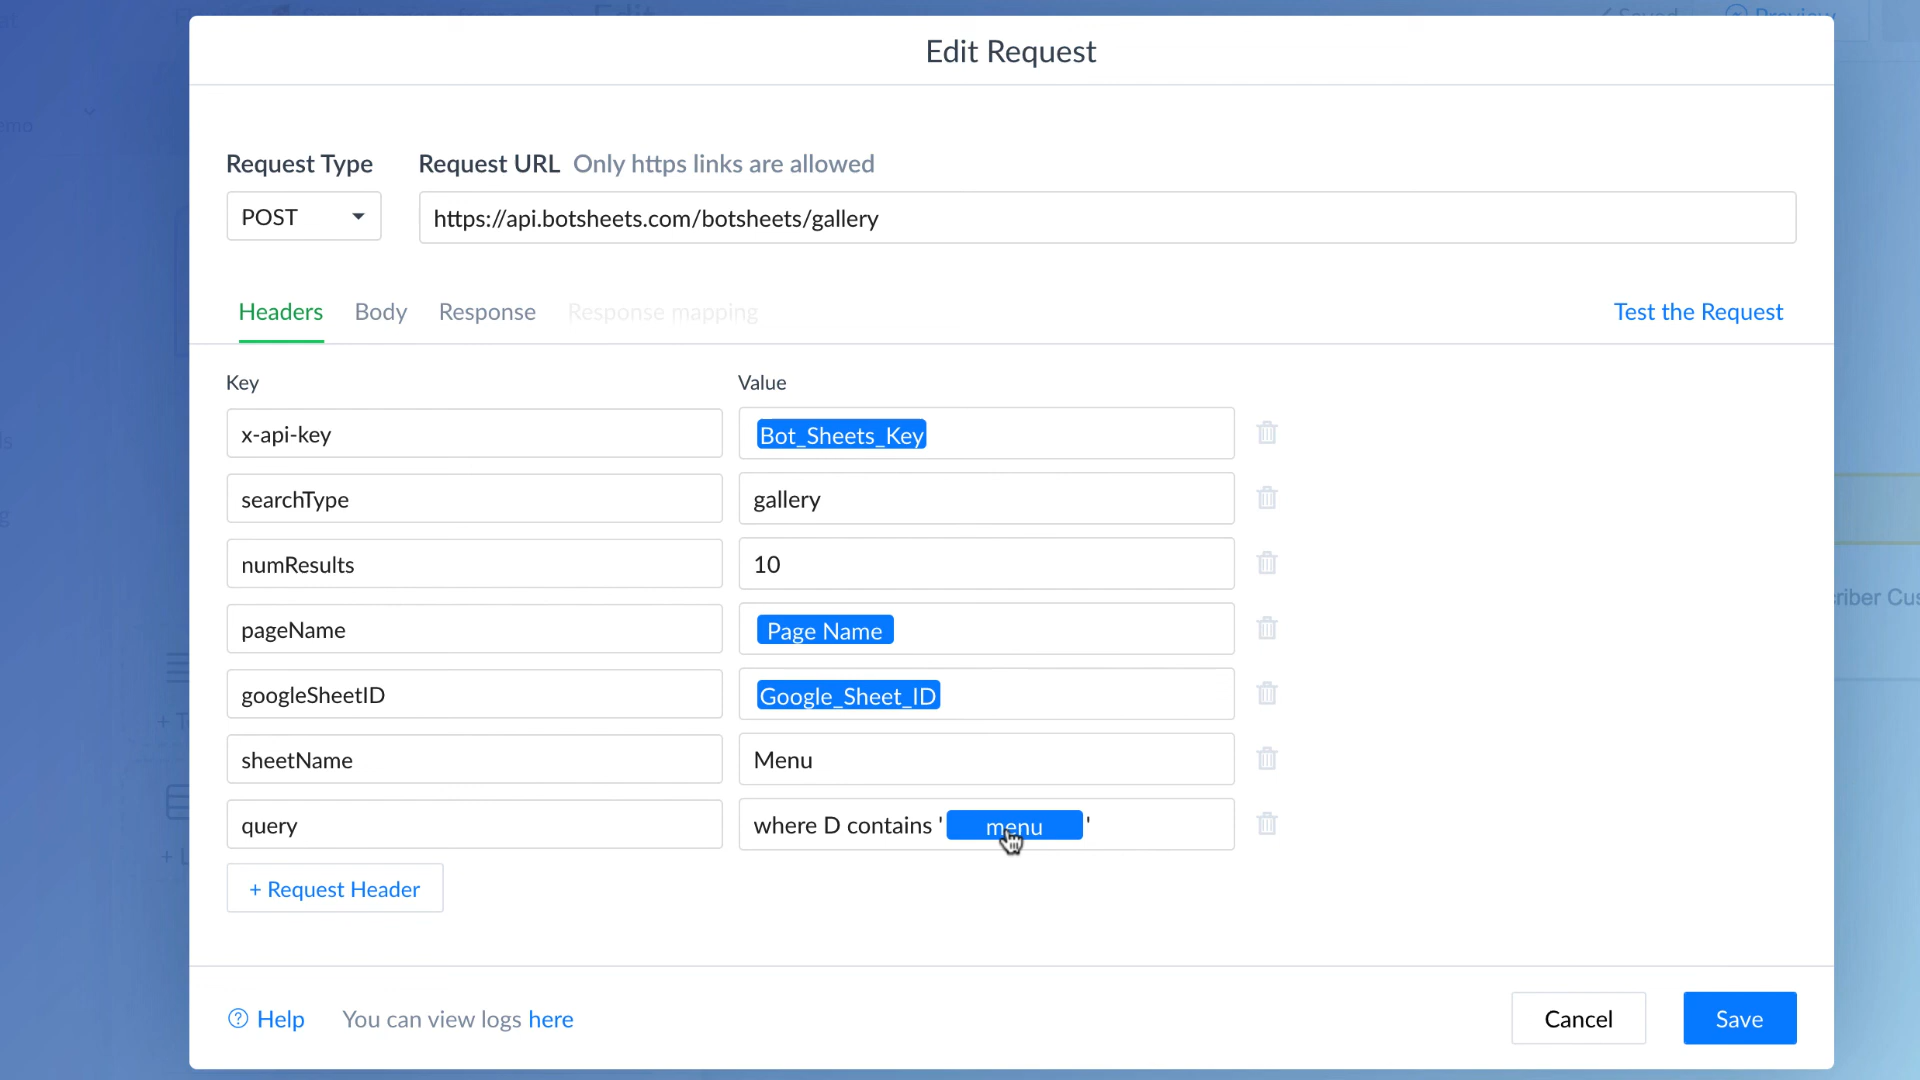 Edit Request
Request Type
Request URL Only https links are allowed
POST
https://api.botsheets.com/botsheets/gallery
Headers Body Response Response mapping
Test the Request
Key Value
x-api-key Bot_Sheets_Key
searchType gallery
numResults 10
pageName Page Name
googleSheetID Google_Sheet_ID
sheetName Menu
query where D contains ' menu '
+ Request Header
Help You can view logs here
Cancel Save